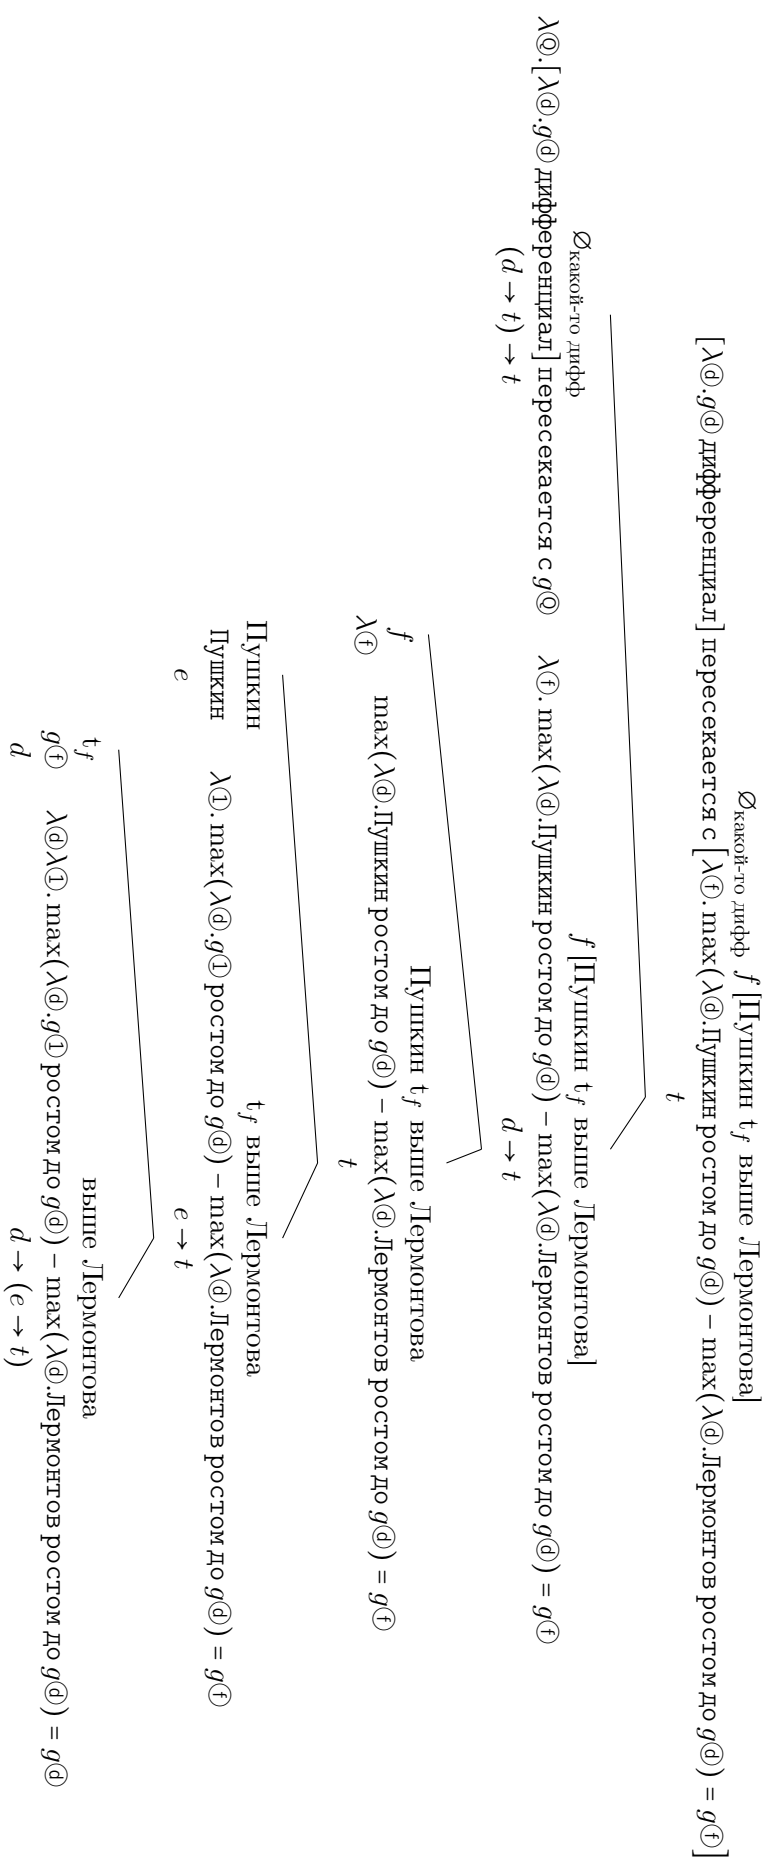 ∅какой-то дифф f [Пушкин t_f выше Лермонтова]
[λⓓ.gⓓ дифференциал] пересекается с [λⓕ. max(λⓓ.Пушкин ростом до gⓓ) − max(λⓓ.Лермонтов ростом до gⓓ) = gⓕ]
t
∅какой-то дифф
λⓆ.[λⓓ.gⓓ дифференциал] пересекается с gⓆ
(d → t) → t
f [Пушкин t_f выше Лермонтова]
λⓕ. max(λⓓ.Пушкин ростом до gⓓ) − max(λⓓ.Лермонтов ростом до gⓓ) = gⓕ
d → t
f
λⓕ
Пушкин t_f выше Лермонтова
max(λⓓ.Пушкин ростом до gⓓ) − max(λⓓ.Лермонтов ростом до gⓓ) = gⓕ
t
Пушкин
Пушкин
e
t_f выше Лермонтова
λ①. max(λⓓ.g① ростом до gⓓ) − max(λⓓ.Лермонтов ростом до gⓓ) = gⓕ
e → t
t_f
gⓕ
d
выше Лермонтова
λⓓλ①. max(λⓓ.g① ростом до gⓓ) − max(λⓓ.Лермонтов ростом до gⓓ) = gⓓ
d → (e → t)